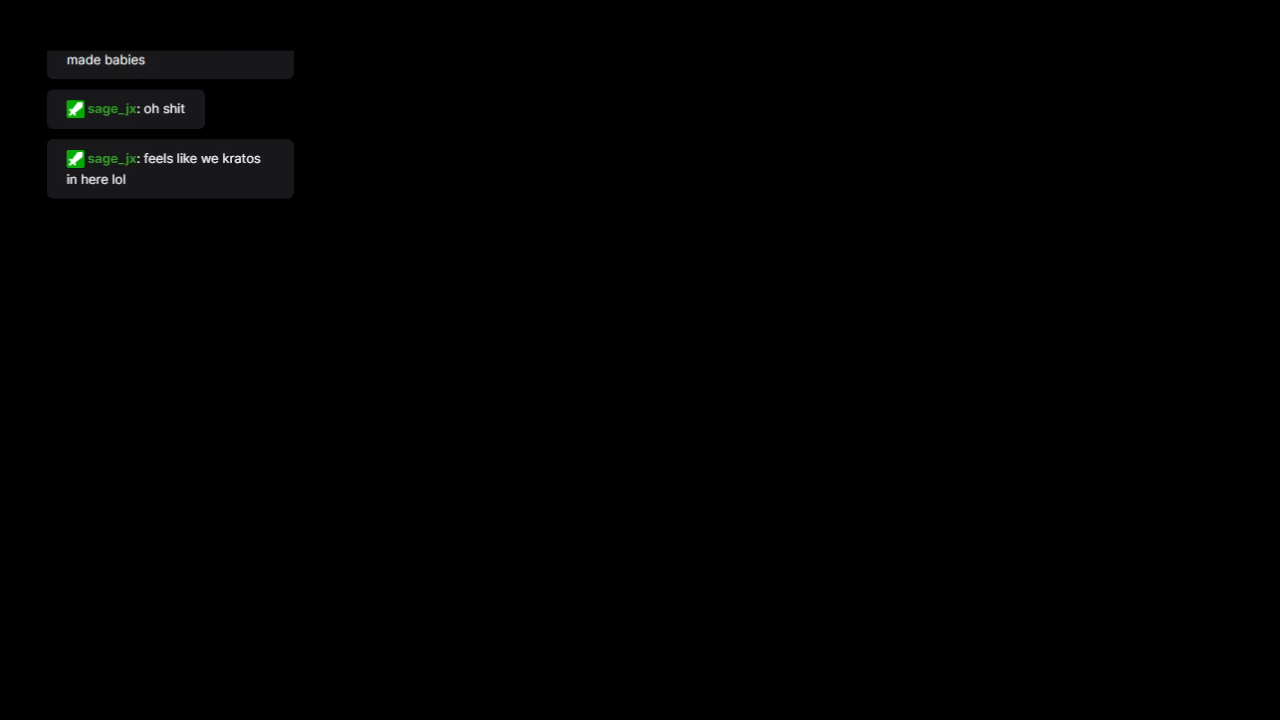 made babies
sage_jx: oh shit
sage_jx: feels like we kratos
in here lol